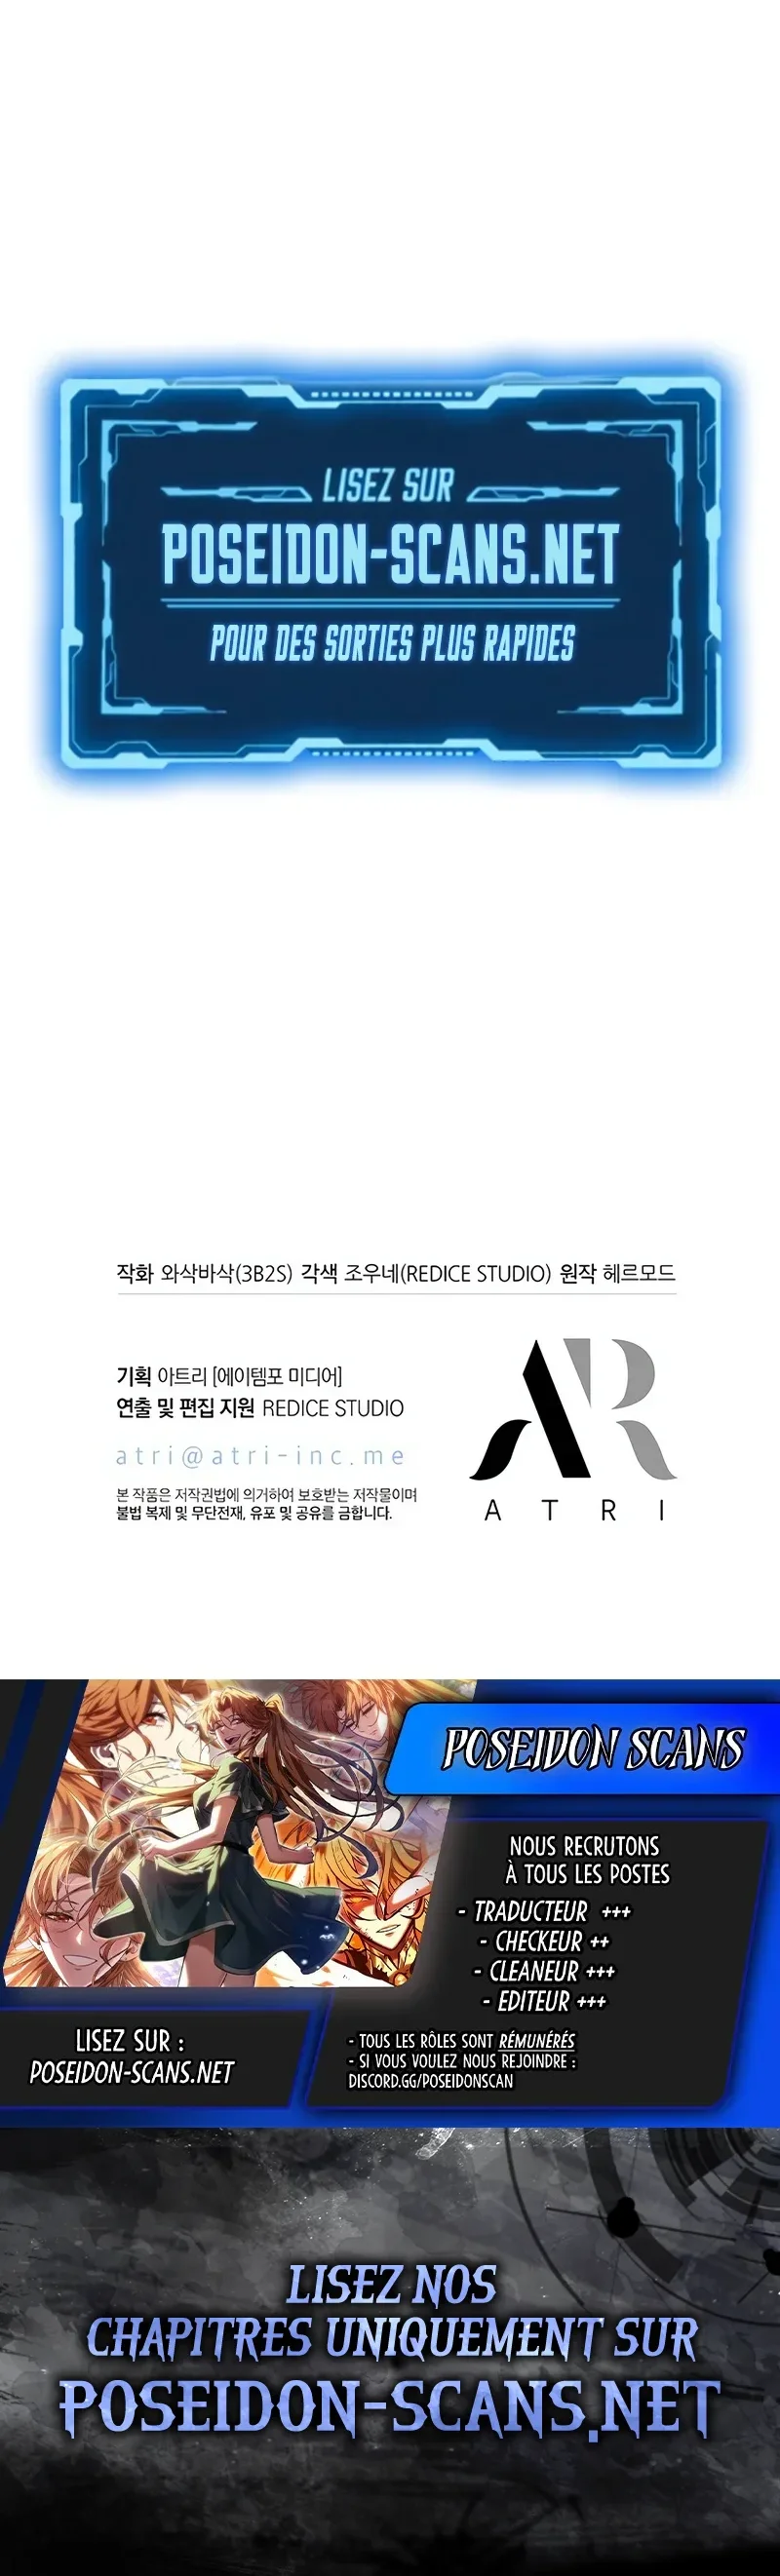 LISEZ SUR
POSEIDON-SCANS.NET
POUR DES SORTIES PLUS RAPIDES
작화 와삭바삭(3B2S) 각색 조우네(REDICE STUDIO) 원작 헤르모드
기획 아트리 [에이템포 미디어]
연출 및 편집 지원 REDICE STUDIO
atri@atri-inc.me
본 작품은 저작권법에 의거하여 보호받는 저작물이며
불법 복제 및 무단전재, 유포 및 공유를 금합니다.
AR
ATRI
POSEIDON SCANS
NOUS RECRUTONS
À TOUS LES POSTES
- TRADUCTEUR +++
- CHECKEUR ++
- CLEANEUR +++
- EDITEUR +++
- TOUS LES RÔLES SONT RÉMUNÉRÉS
- SI VOUS VOULEZ NOUS REJOINDRE :
DISCORD.GG/POSEIDONSCAN
LISEZ SUR :
POSEIDON-SCANS.NET
LISEZ NOS
CHAPITRES UNIQUEMENT SUR
POSEIDON-SCANS.NET